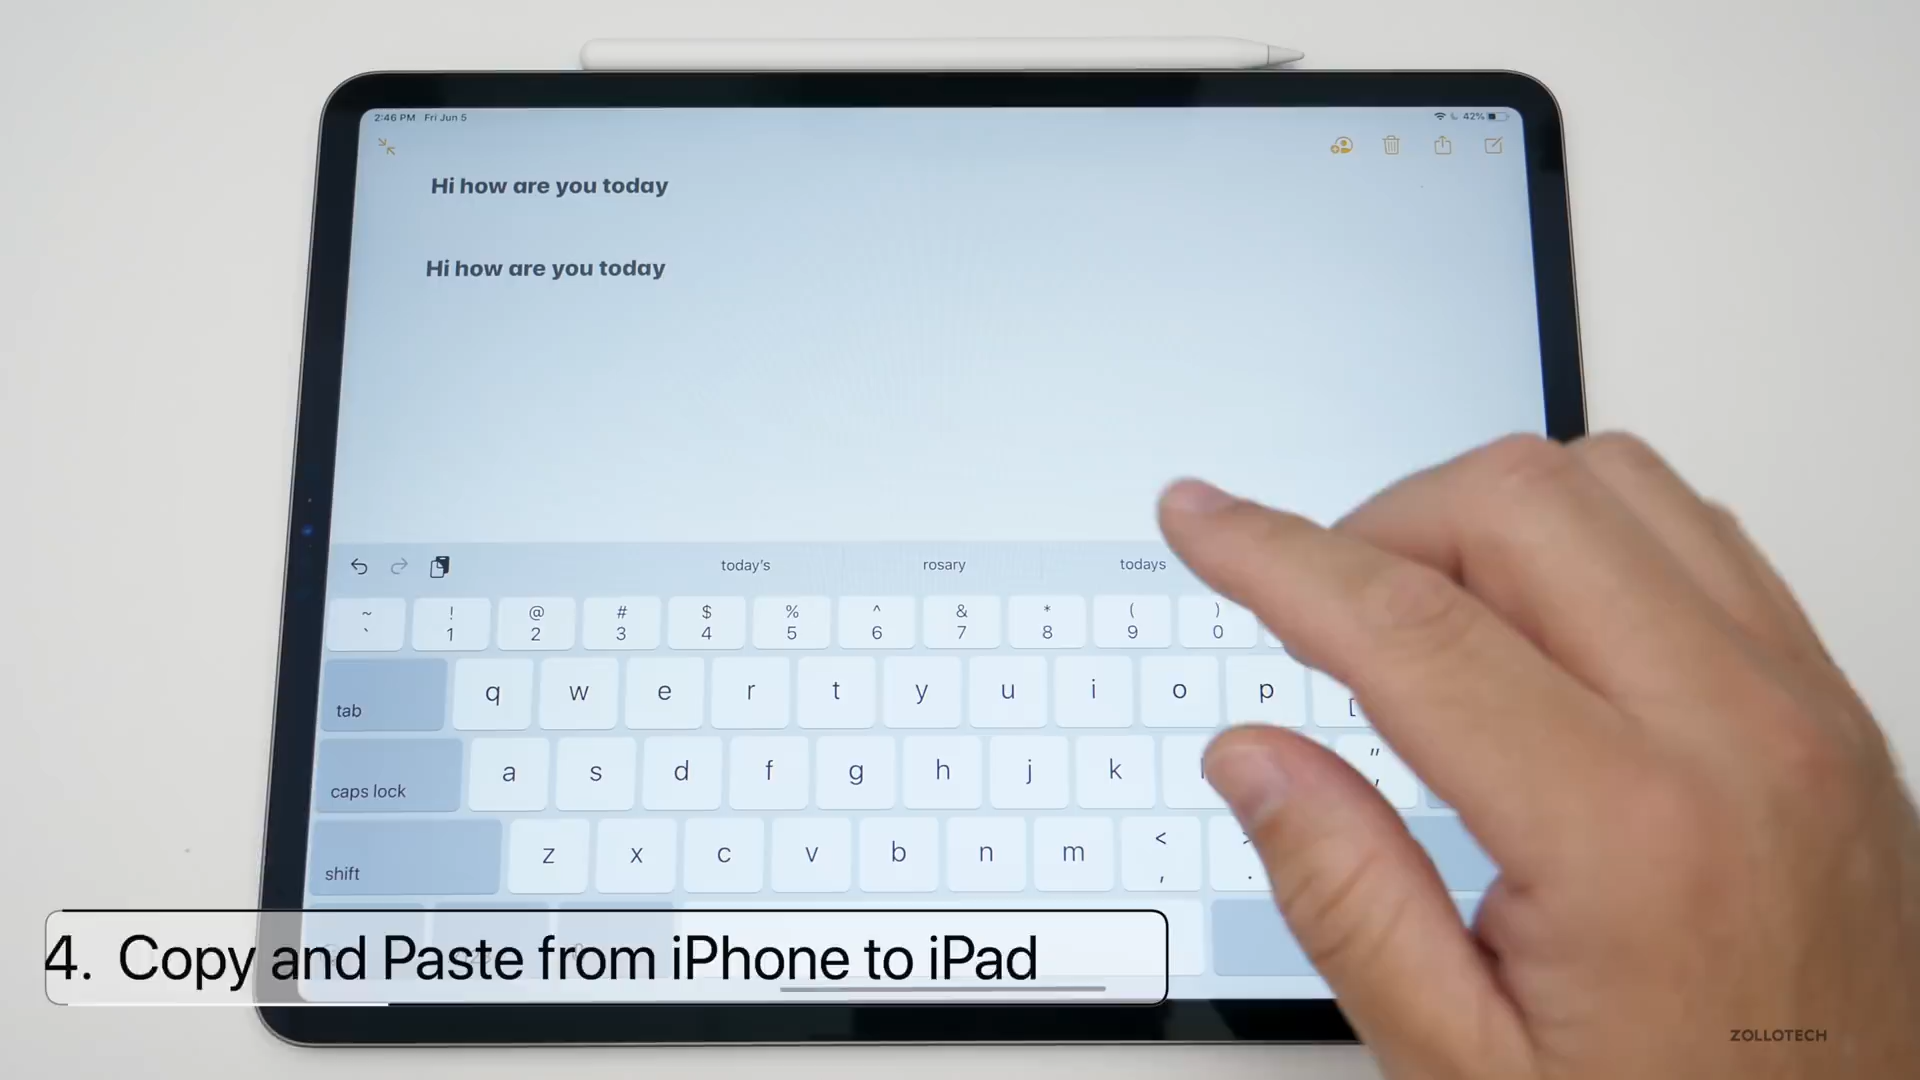 2:46 PM Fri Jun 5
42%
Hi how are you today
Hi how are you today
today's rosary todays
~ ! @ # $ % ^ & * ( )
` 1 2 3 4 5 6 7 8 9 0
tab q w e r t y u i o p [
caps lock a s d f g h j k " '
shift z x c v b n m < , .
4. Copy and Paste from iPhone to iPad
ZOLLOTECH